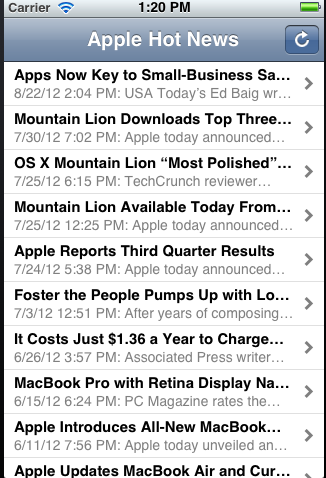 Carrier 1:20 PM
Apple Hot News
Apps Now Key to Small-Business Sa...
8/22/12 2:04 PM: USA Today's Ed Baig wr...
Mountain Lion Downloads Top Three...
7/30/12 7:02 PM: Apple today announced...
OS X Mountain Lion “Most Polished”...
7/25/12 6:15 PM: TechCrunch reviewer...
Mountain Lion Available Today From...
7/25/12 12:25 PM: Apple today announced...
Apple Reports Third Quarter Results
7/24/12 5:38 PM: Apple today announced...
Foster the People Pumps Up with Lo...
7/3/12 12:51 PM: After years of composing...
It Costs Just $1.36 a Year to Charge...
6/26/12 3:57 PM: Associated Press writer...
MacBook Pro with Retina Display Na...
6/15/12 6:24 PM: PC Magazine rates the...
Apple Introduces All-New MacBook...
6/11/12 7:56 PM: Apple today unveiled an...
Apple Updates MacBook Air and Cur...